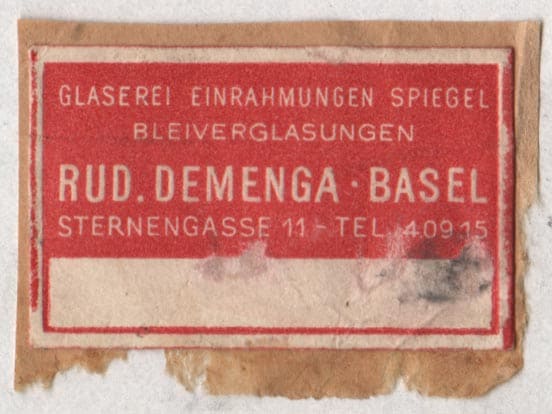 GLASEREI EINRAHMUNGEN SPIEGEL
BLEIVERGLASUNGEN
RUD. DEMENGA · BASEL
STERNENGASSE 11 - TEL. 40915